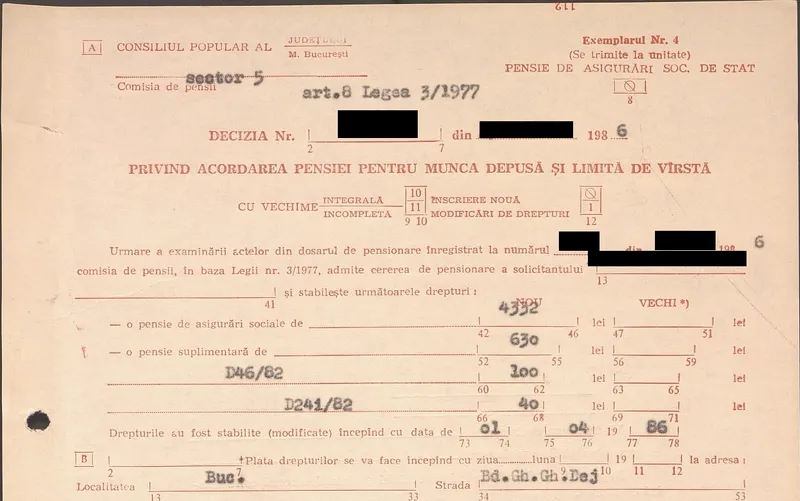 112
A CONSILIUL POPULAR AL JUDEŢULUI
M. Bucureşti
Exemplarul Nr. 4
(Se trimite la unitate)
PENSIE DE ASIGURĂRI SOC. DE STAT
8
sector 5
Comisia de pensii
art.8 Legea 3/1977
DECIZIA Nr. din 198 6
2 7
PRIVIND ACORDAREA PENSIEI PENTRU MUNCA DEPUSĂ ŞI LIMITĂ DE VÎRSTĂ
CU VECHIME INTEGRALĂ 10 ÎNSCRIERE NOUĂ
INCOMPLETĂ 11 MODIFICĂRI DE DREPTURI 1
9 10 12
Urmare a examinării actelor din dosarul de pensionare înregistrat la numărul din 198 6
comisia de pensii, în baza Legii nr. 3/1977, admite cererea de pensionare a solicitantului
13
şi stabileşte următoarele drepturi :
41
NOU VECHI *)
— o pensie de asigurări sociale de 4332 lei lei
42 46 47 51
— o pensie suplimentară de 630 lei lei
52 55 56 59
D46/82 100 lei lei
60 62 63 65
D241/82 40 lei lei
66 68 69 71
Drepturile au fost stabilite (modificate) începînd cu data de 01 04 19 86
73 74 75 76 77 78
B Plata drepturilor se va face începînd cu ziua luna 19 la adresa :
2 7 9 10 11 12
Localitatea Buc. Strada Bd.Gh.Gh.Dej
13 33 34 53